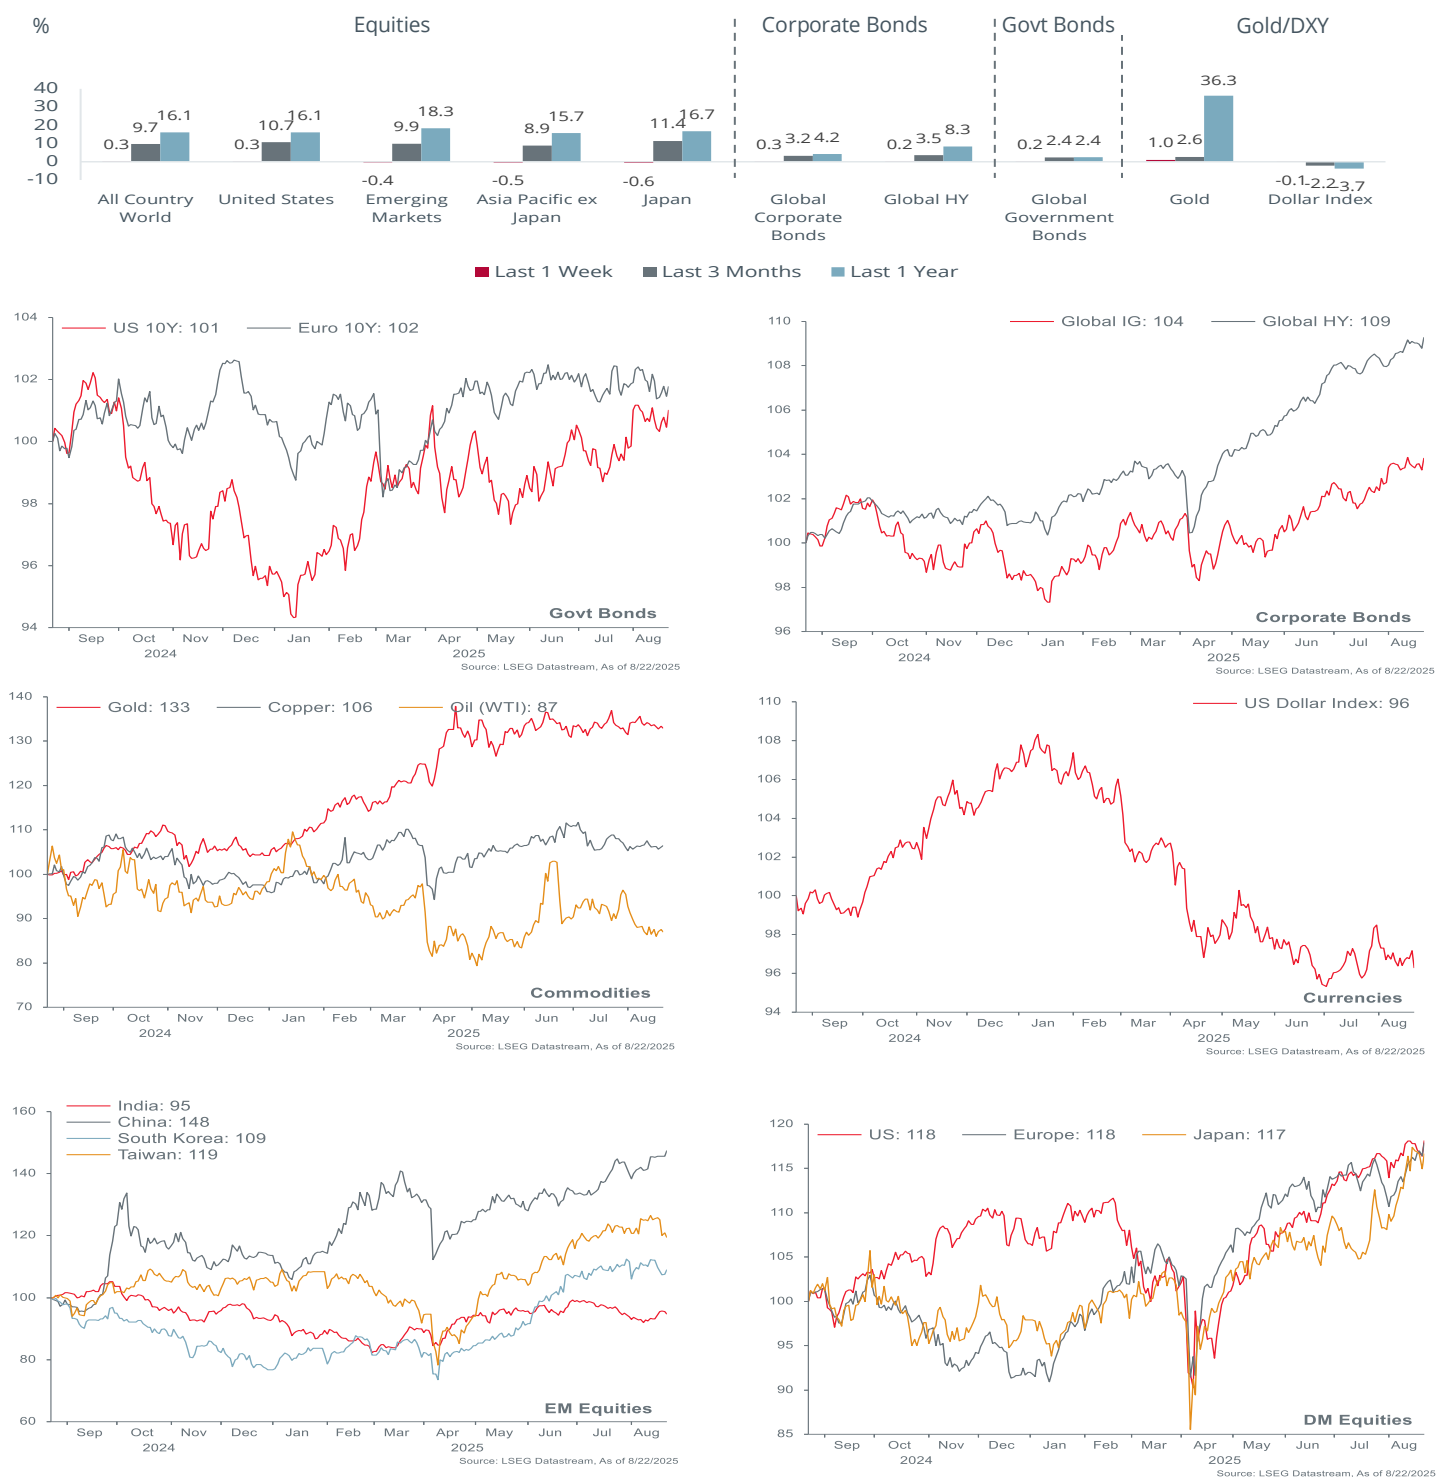 %
Equities
Corporate Bonds
Govt Bonds
Gold/DXY
40
30
20
10
0
-10
0.3
9.7
16.1
0.3
10.7
16.1
-0.4
9.9
18.3
-0.5
8.9
15.7
-0.6
11.4
16.7
0.3
3.2
4.2
0.2
3.5
8.3
0.2
2.4
2.4
1.0
2.6
36.3
-0.1
-2.2
-3.7
All Country
World
United States
Emerging
Markets
Asia Pacific ex
Japan
Japan
Global
Corporate
Bonds
Global HY
Global
Government
Bonds
Gold
Dollar Index
Last 1 Week
Last 3 Months
Last 1 Year
US 10Y: 101
Euro 10Y: 102
104
102
100
98
96
94
Govt Bonds
Sep Oct Nov Dec Jan Feb Mar Apr May Jun Jul Aug
2024 2025
Source: LSEG Datastream, As of 8/22/2025
Global IG: 104
Global HY: 109
110
108
106
104
102
100
98
96
Corporate Bonds
Sep Oct Nov Dec Jan Feb Mar Apr May Jun Jul Aug
2024 2025
Source: LSEG Datastream, As of 8/22/2025
Gold: 133
Copper: 106
Oil (WTI): 87
140
130
120
110
100
90
80
70
Commodities
Sep Oct Nov Dec Jan Feb Mar Apr May Jun Jul Aug
2024 2025
Source: LSEG Datastream, As of 8/22/2025
US Dollar Index: 96
110
108
106
104
102
100
98
96
94
Currencies
Sep Oct Nov Dec Jan Feb Mar Apr May Jun Jul Aug
2024 2025
Source: LSEG Datastream, As of 8/22/2025
India: 95
China: 148
South Korea: 109
Taiwan: 119
160
140
120
100
80
60
EM Equities
Sep Oct Nov Dec Jan Feb Mar Apr May Jun Jul Aug
2024 2025
Source: LSEG Datastream, As of 8/22/2025
US: 118
Europe: 118
Japan: 117
120
115
110
105
100
95
90
85
DM Equities
Sep Oct Nov Dec Jan Feb Mar Apr May Jun Jul Aug
2024 2025
Source: LSEG Datastream, As of 8/22/2025